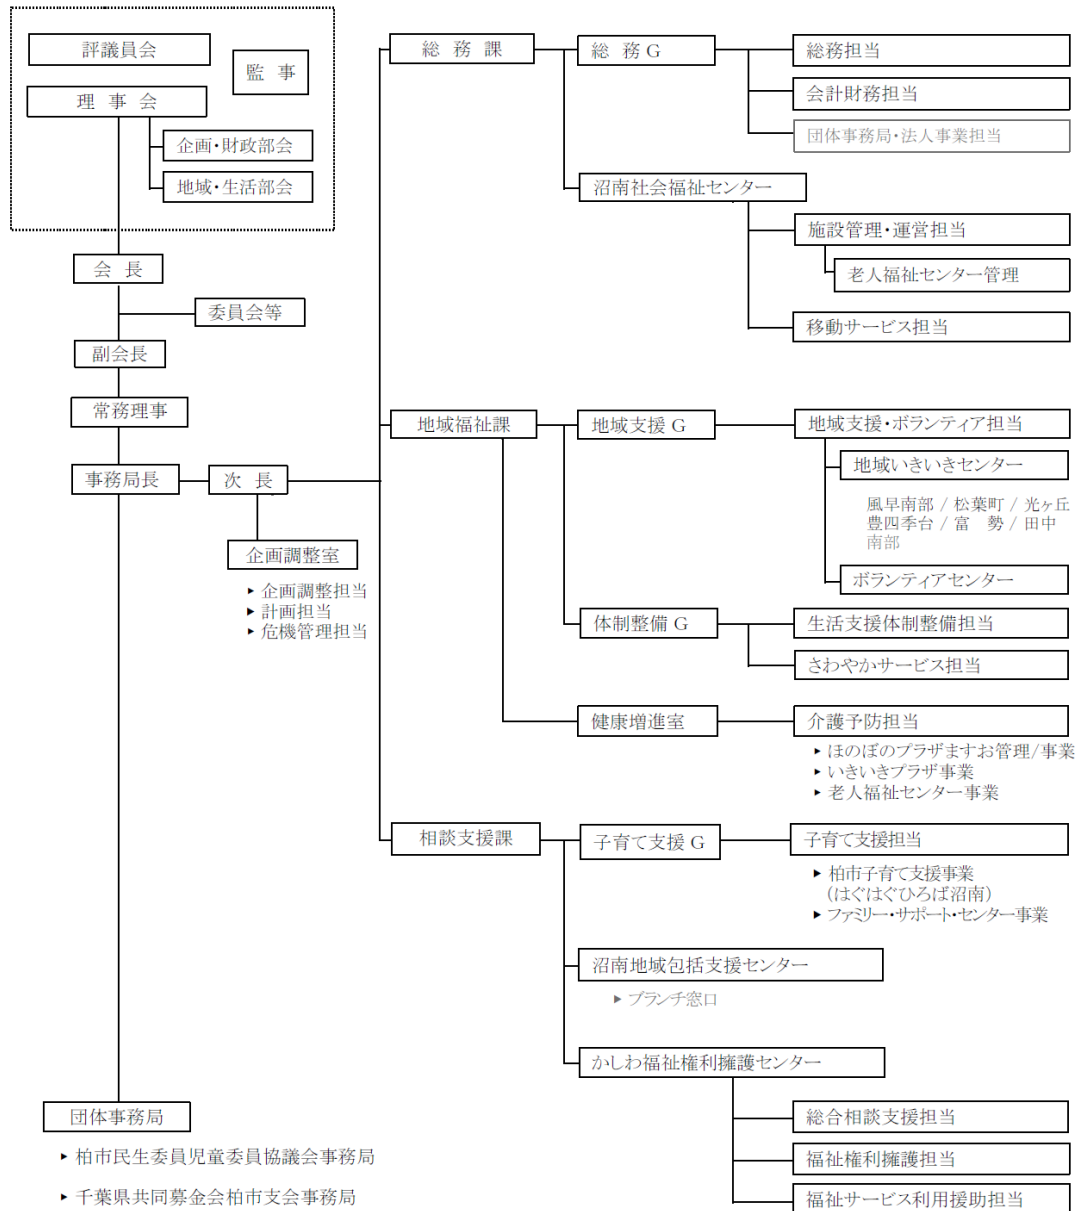 評議員会
監 事
理 事 会
企画・財政部会
地域・生活部会
会 長
委員会等
副会長
常務理事
事務局長
次 長
企画調整室
▸ 企画調整担当
▸ 計画担当
▸ 危機管理担当
団体事務局
▸ 柏市民生委員児童委員協議会事務局
▸ 千葉県共同募金会柏市支会事務局
総 務 課
総 務 G
総務担当
会計財務担当
団体事務局・法人事業担当
沼南社会福祉センター
施設管理・運営担当
老人福祉センター管理
移動サービス担当
地域福祉課
地域支援 G
地域支援・ボランティア担当
地域いきいきセンター
風早南部 / 松葉町 / 光ヶ丘
豊四季台 / 富 勢 / 田中
南部
ボランティアセンター
体制整備 G
生活支援体制整備担当
さわやかサービス担当
健康増進室
介護予防担当
▸ ほのぼのプラザますお管理/事業
▸ いきいきプラザ事業
▸ 老人福祉センター事業
相談支援課
子育て支援 G
子育て支援担当
▸ 柏市子育て支援事業
(はぐはぐひろば沼南)
▸ ファミリー・サポート・センター事業
沼南地域包括支援センター
▸ ブランチ窓口
かしわ福祉権利擁護センター
総合相談支援担当
福祉権利擁護担当
福祉サービス利用援助担当